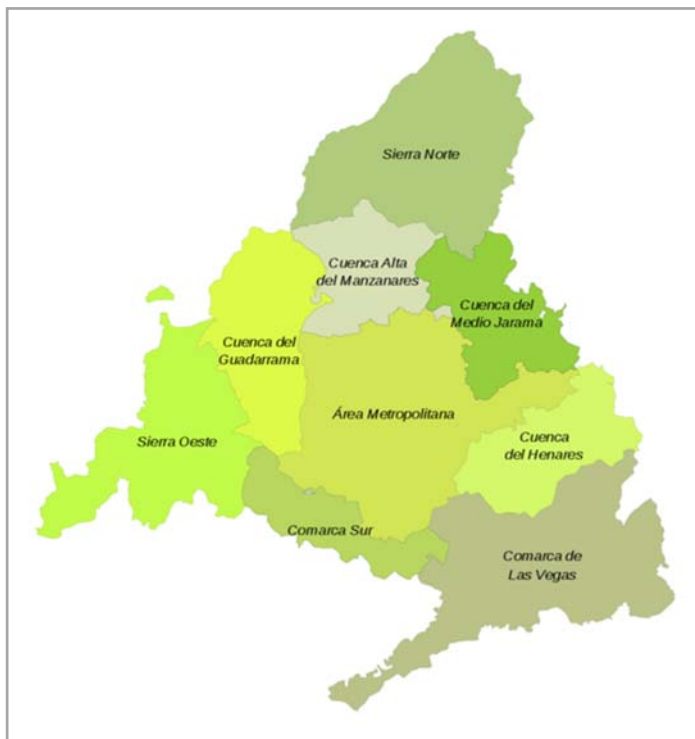 Sierra Norte
Cuenca Alta
del Manzanares
Cuenca del
Medio Jarama
Cuenca del
Guadarrama
Área Metropolitana
Sierra Oeste
Cuenca
del Henares
Comarca Sur
Comarca de
Las Vegas